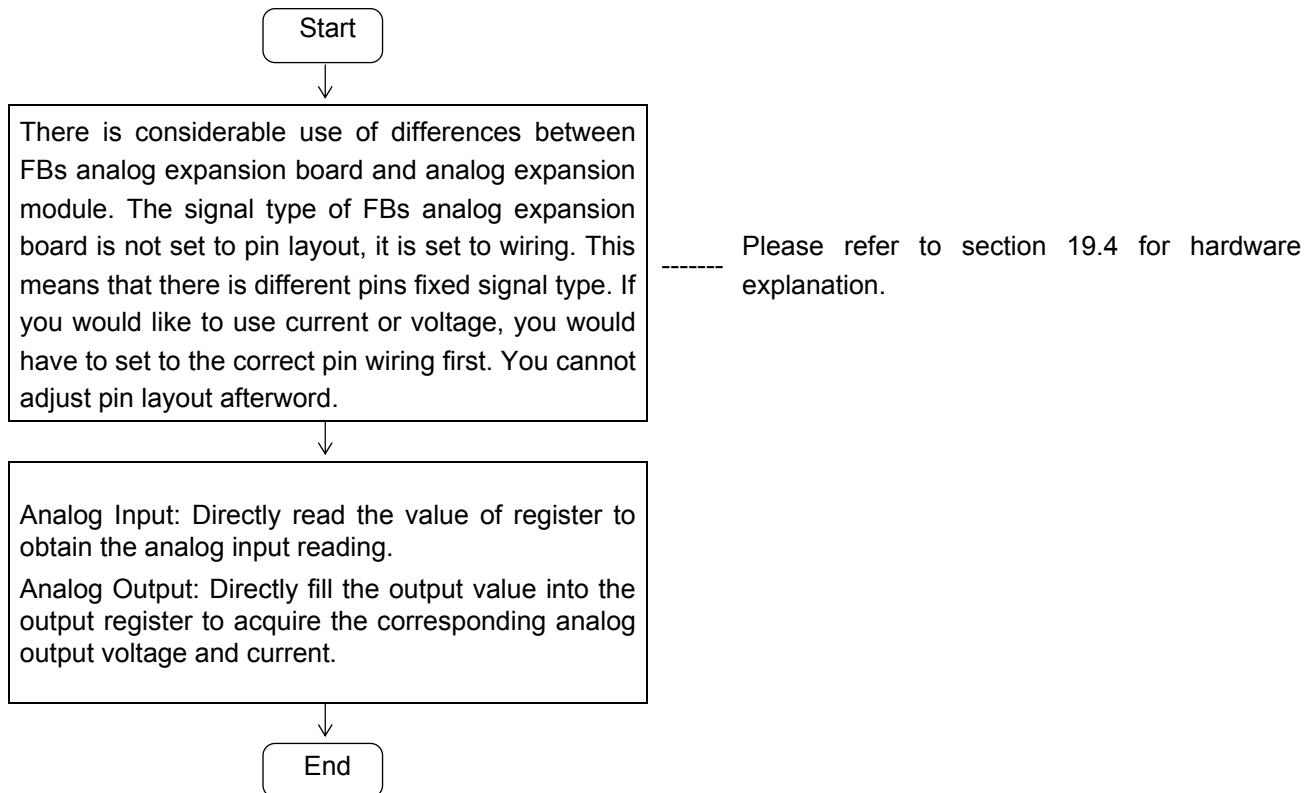 Start
There is considerable use of differences between
FBs analog expansion board and analog expansion
module. The signal type of FBs analog expansion
board is not set to pin layout, it is set to wiring. This
means that there is different pins fixed signal type. If
you would like to use current or voltage, you would
have to set to the correct pin wiring first. You cannot
adjust pin layout afterword.
------- Please refer to section 19.4 for hardware
explanation.
Analog Input: Directly read the value of register to
obtain the analog input reading.
Analog Output: Directly fill the output value into the
output register to acquire the corresponding analog
output voltage and current.
End